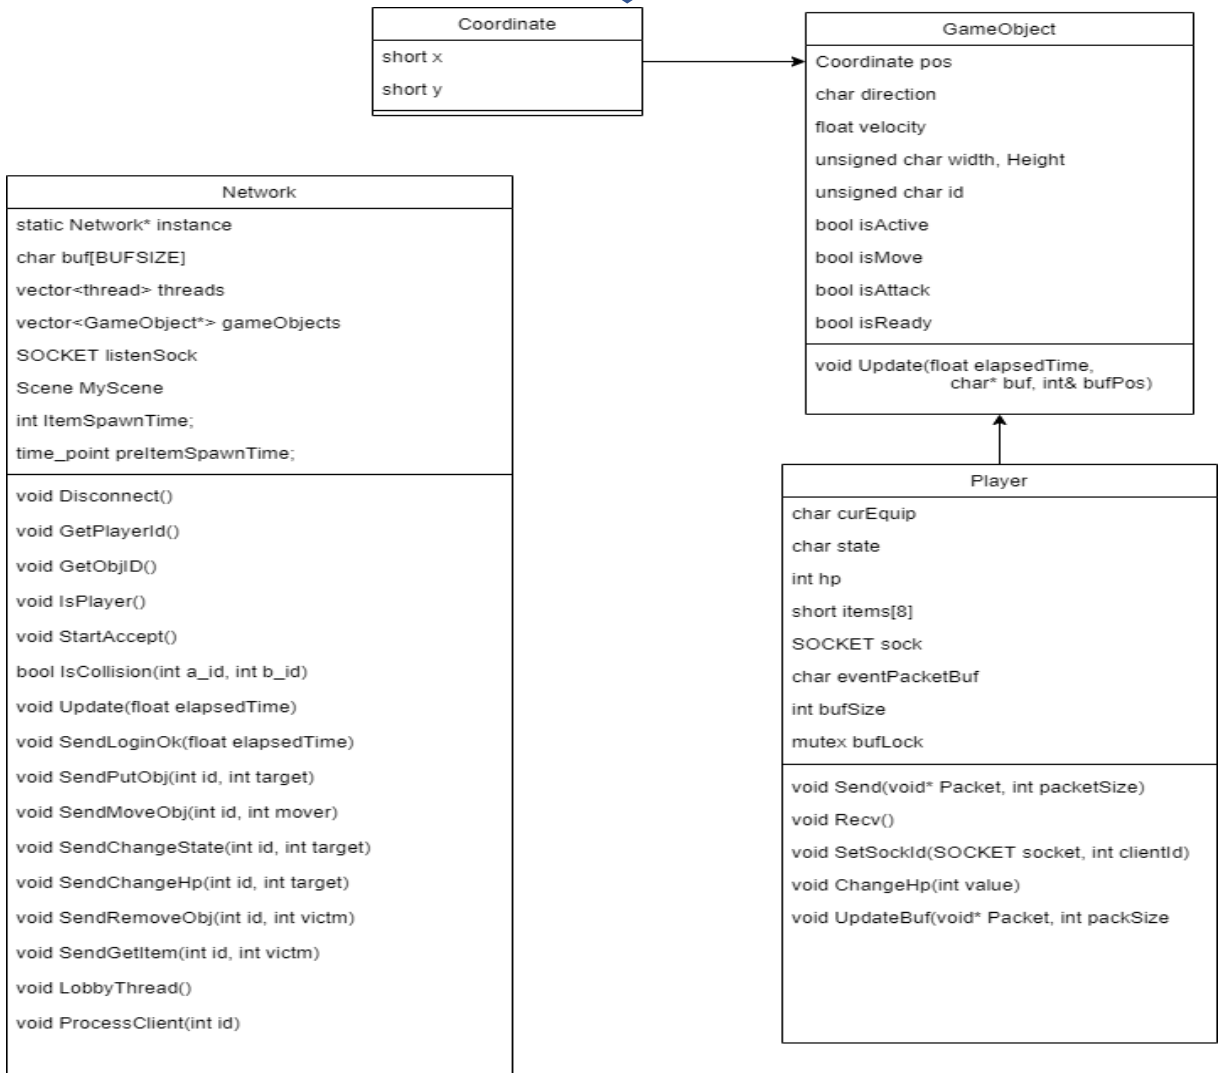 Coordinate
short x
short y
GameObject
Coordinate pos
char direction
float velocity
unsigned char width, Height
unsigned char id
bool isActive
bool isMove
bool isAttack
bool isReady
void Update(float elapsedTime,
char* buf, int& bufPos)
Network
static Network* instance
char buf[BUFSIZE]
vector<thread> threads
vector<GameObject*> gameObjects
SOCKET listenSock
Scene MyScene
int ItemSpawnTime;
time_point preItemSpawnTime;
void Disconnect()
void GetPlayerId()
void GetObjID()
void IsPlayer()
void StartAccept()
bool IsCollision(int a_id, int b_id)
void Update(float elapsedTime)
void SendLoginOk(float elapsedTime)
void SendPutObj(int id, int target)
void SendMoveObj(int id, int mover)
void SendChangeState(int id, int target)
void SendChangeHp(int id, int target)
void SendRemoveObj(int id, int victm)
void SendGetItem(int id, int victm)
void LobbyThread()
void ProcessClient(int id)
Player
char curEquip
char state
int hp
short items[8]
SOCKET sock
char eventPacketBuf
int bufSize
mutex bufLock
void Send(void* Packet, int packetSize)
void Recv()
void SetSockId(SOCKET socket, int clientId)
void ChangeHp(int value)
void UpdateBuf(void* Packet, int packSize